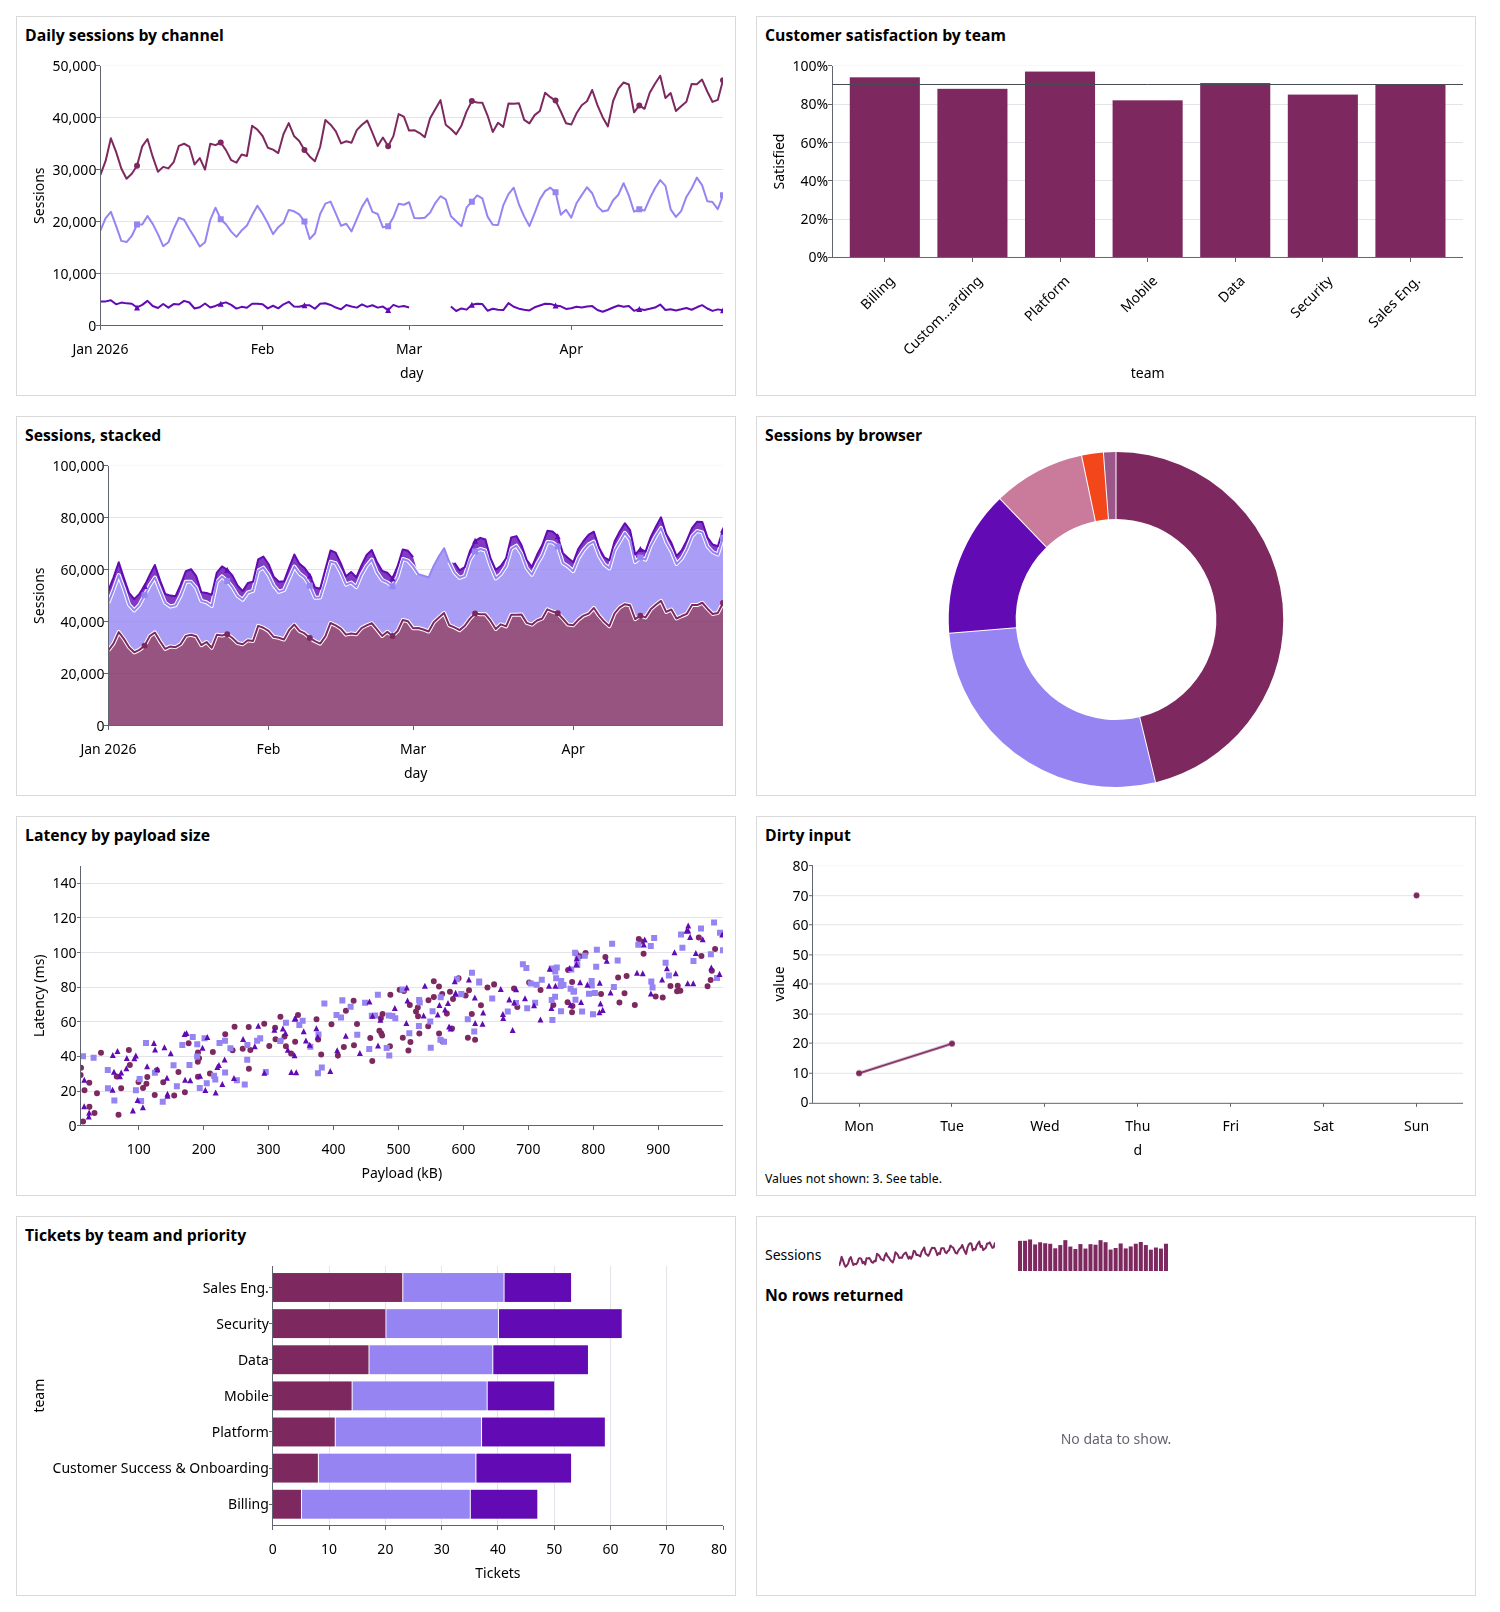 Daily sessions by channel
50,000
40,000
30,000
20,000
10,000
0
Sessions
Jan 2026 Feb Mar Apr
day
Customer satisfaction by team
100%
80%
60%
40%
20%
0%
Satisfied
Billing Custom...arding Platform Mobile Data Security Sales Eng.
team
Sessions, stacked
100,000
80,000
60,000
40,000
20,000
0
Sessions
Jan 2026 Feb Mar Apr
day
Sessions by browser
Latency by payload size
140
120
100
80
60
40
20
0
Latency (ms)
100 200 300 400 500 600 700 800 900
Payload (kB)
Dirty input
80
70
60
50
40
30
20
10
0
value
Mon Tue Wed Thu Fri Sat Sun
d
Values not shown: 3. See table.
Tickets by team and priority
Sales Eng.
Security
Data
Mobile
Platform
Customer Success & Onboarding
Billing
team
0 10 20 30 40 50 60 70 80
Tickets
Sessions
No rows returned
No data to show.